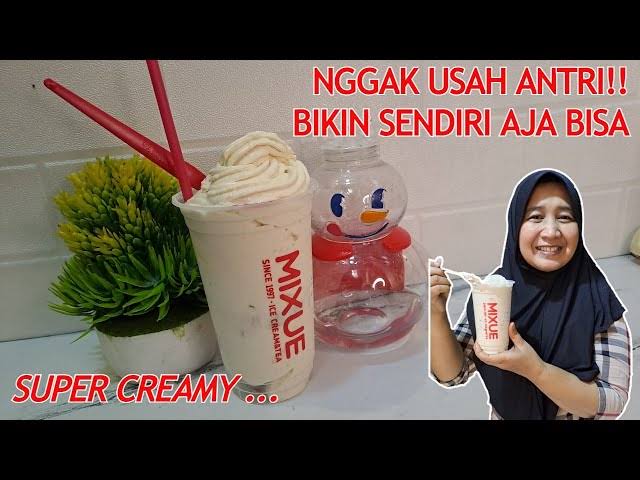 NGGAK USAH ANTRI!!
BIKIN SENDIRI AJA BISA
MIXUE
SINCE 1997 · ICE CREAM&TEA
MIXUE
SUPER CREAMY ...